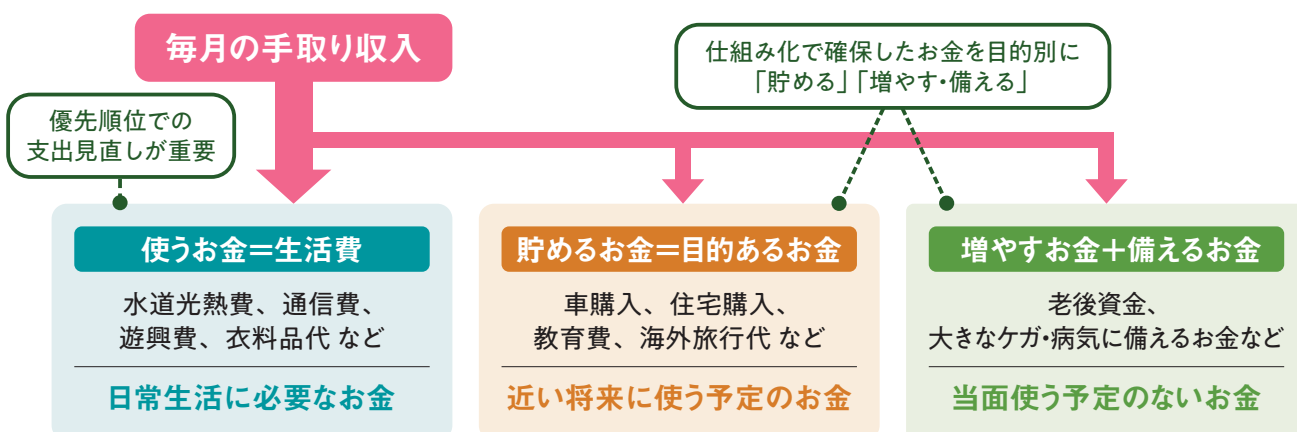 毎月の手取り収入
仕組み化で確保したお金を目的別に
「貯める」「増やす・備える」
優先順位での
支出見直しが重要
使うお金＝生活費
水道光熱費、通信費、
遊興費、衣料品代 など
日常生活に必要なお金
貯めるお金＝目的あるお金
車購入、住宅購入、
教育費、海外旅行代 など
近い将来に使う予定のお金
増やすお金＋備えるお金
老後資金、
大きなケガ・病気に備えるお金など
当面使う予定のないお金